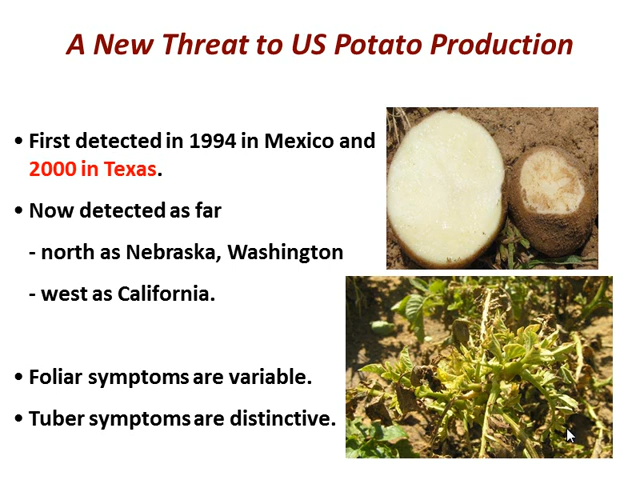 A New Threat to US Potato Production
• First detected in 1994 in Mexico and
2000 in Texas.
• Now detected as far
- north as Nebraska, Washington
- west as California.
• Foliar symptoms are variable.
• Tuber symptoms are distinctive.